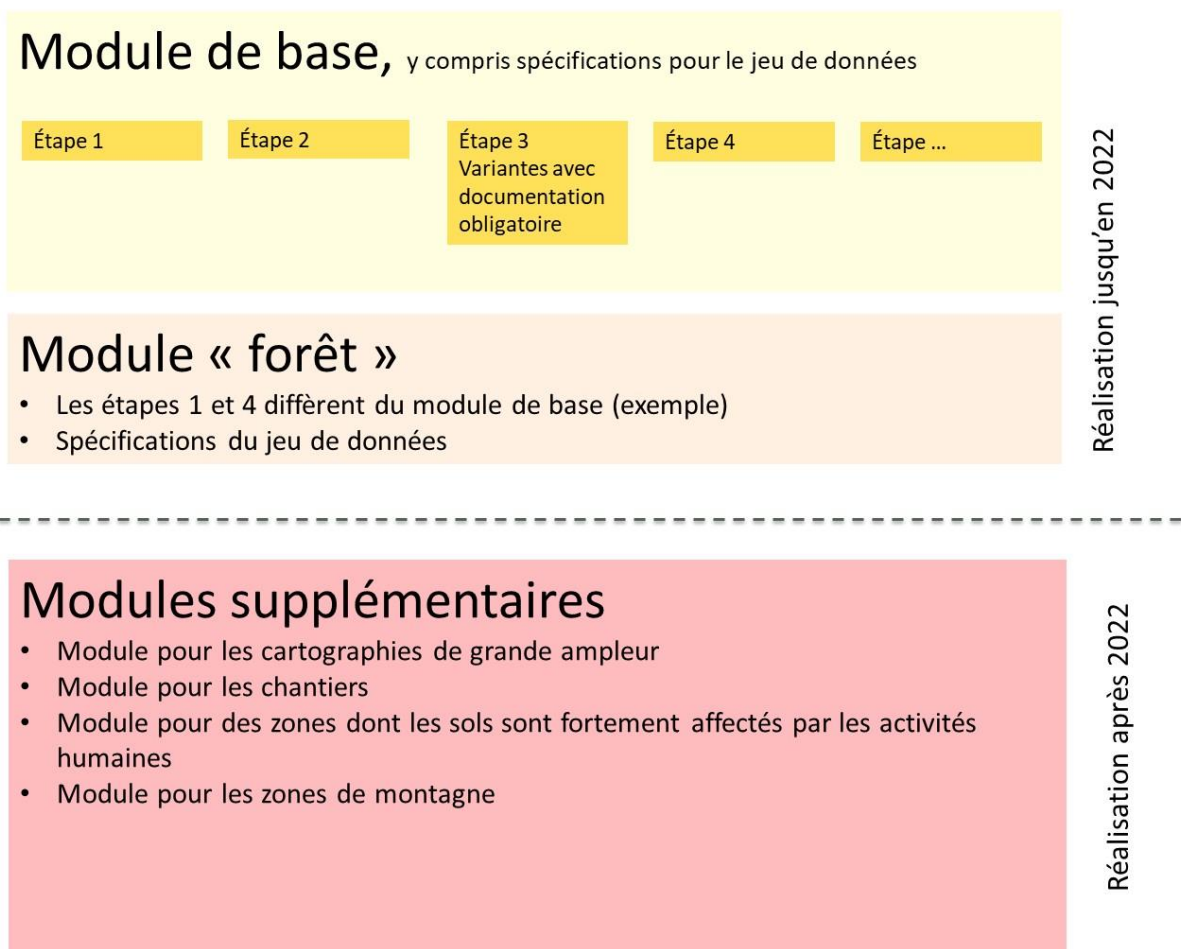 Module de base, y compris spécifications pour le jeu de données
Étape 1
Étape 2
Étape 3
Variantes avec
documentation
obligatoire
Étape 4
Étape ...
Réalisation jusqu'en 2022
Module « forêt »
• Les étapes 1 et 4 diffèrent du module de base (exemple)
• Spécifications du jeu de données
Modules supplémentaires
• Module pour les cartographies de grande ampleur
• Module pour les chantiers
• Module pour des zones dont les sols sont fortement affectés par les activités
humaines
• Module pour les zones de montagne
Réalisation après 2022